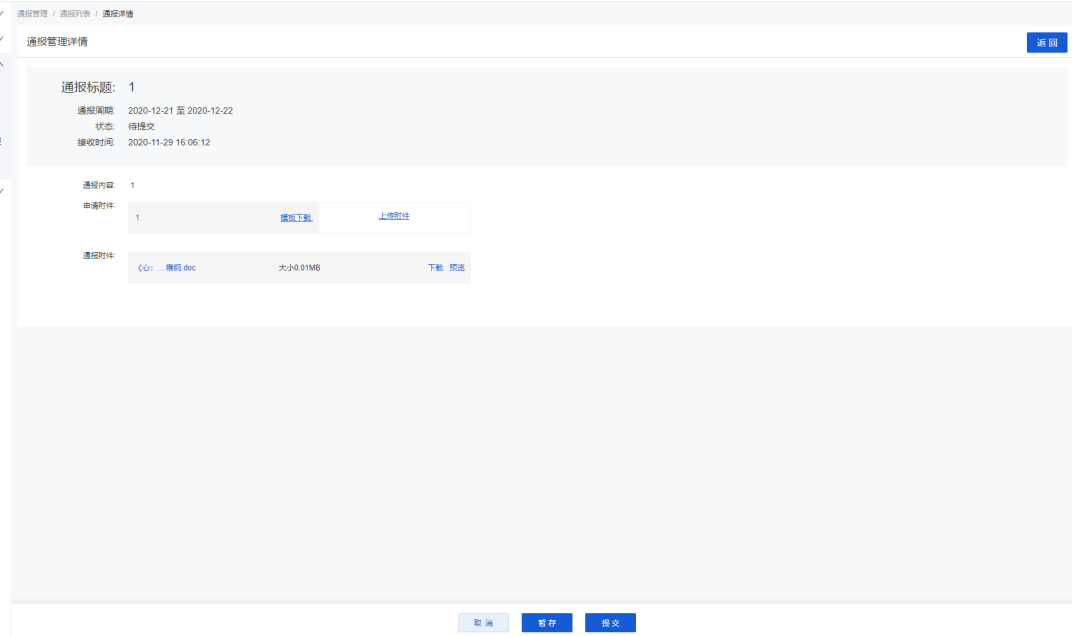 通报管理 / 通报列表 / 通报详情
通报管理详情
返回
通报标题: 1
通报周期: 2020-12-21 至 2020-12-22
状态: 待提交
接收时间: 2020-11-29 16:06:12
通报内容: 1
申请附件:
1 模板下载 上传附件
通报附件:
《心: ... .doc 大小0.01MB 下载 预览
取消 暂存 提交